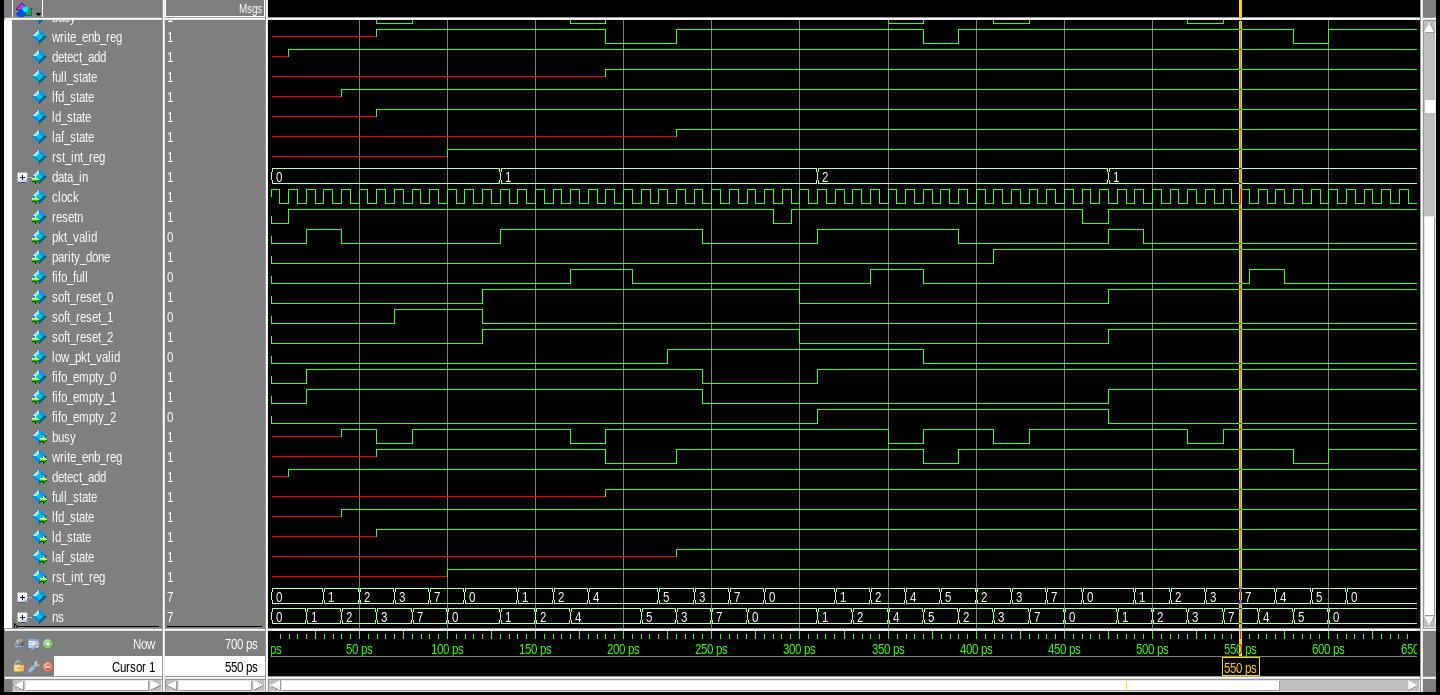 Msgs
busy 1
write_enb_reg 1
detect_add 1
full_state 1
lfd_state 1
ld_state 1
laf_state 1
rst_int_reg 1
data_in 1 0 1 2 1
clock 1
resetn 1
pkt_valid 0
parity_done 1
fifo_full 0
soft_reset_0 1
soft_reset_1 0
soft_reset_2 1
low_pkt_valid 0
fifo_empty_0 1
fifo_empty_1 1
fifo_empty_2 0
busy 1
write_enb_reg 1
detect_add 1
full_state 1
lfd_state 1
ld_state 1
laf_state 1
rst_int_reg 1
ps 7 0 1 2 3 7 0 1 2 4 5 3 7 0 1 2 4 5 2 3 7 0 1 2 3 7 4 5 0
ns 7 0 1 2 3 7 0 1 2 4 5 3 7 0 1 2 4 5 2 3 7 0 1 2 3 7 4 5 0
Now 700 ps ps 50 ps 100 ps 150 ps 200 ps 250 ps 300 ps 350 ps 400 ps 450 ps 500 ps 550 ps 600 ps 650
Cursor 1 550 ps 550 ps